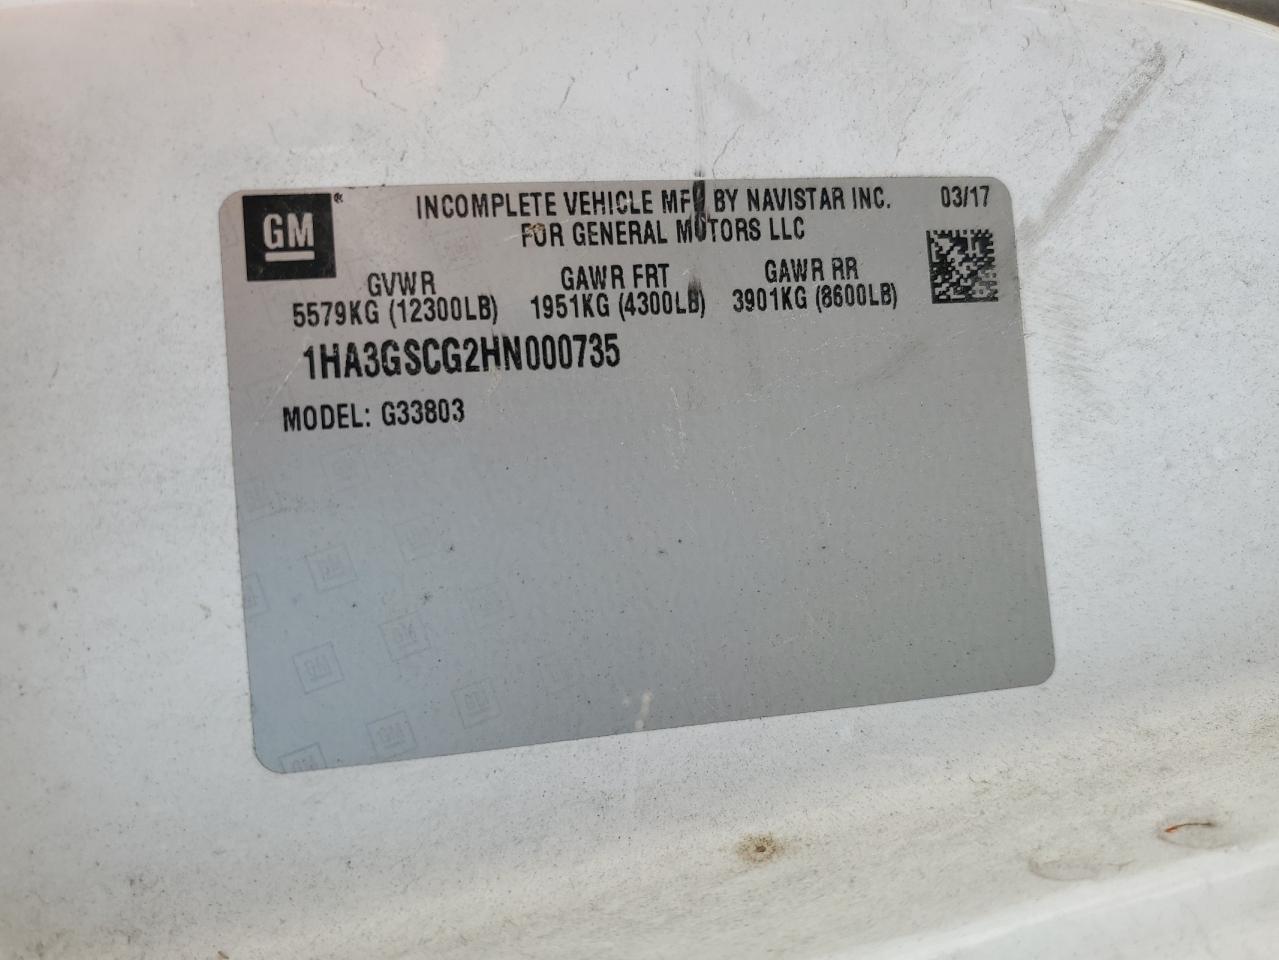 GM®
INCOMPLETE VEHICLE MFD BY NAVISTAR INC. 03/17
FOR GENERAL MOTORS LLC
GVWR GAWR FRT GAWR RR
5579KG (12300LB) 1951KG (4300LB) 3901KG (8600LB)
1HA3GSCG2HN000735
MODEL: G33803